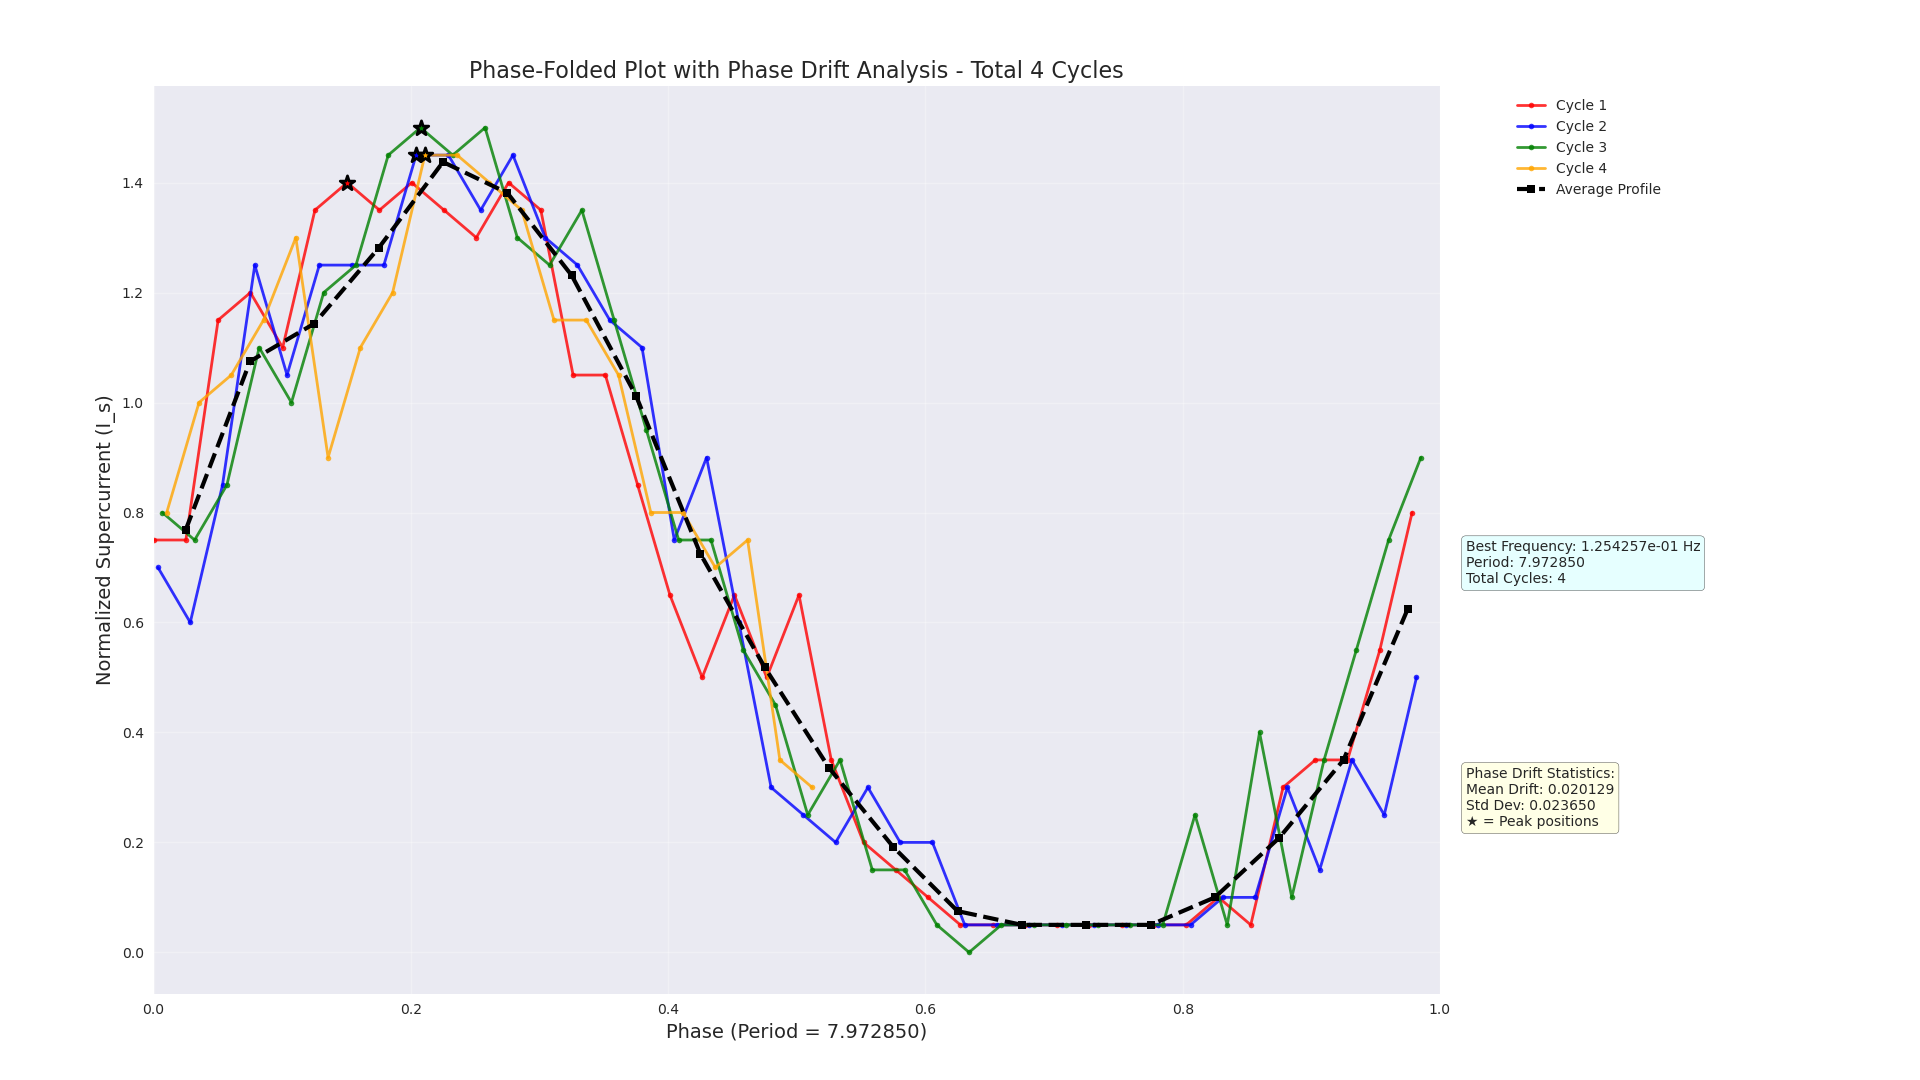 Phase-Folded Plot with Phase Drift Analysis - Total 4 Cycles
Cycle 1
Cycle 2
Cycle 3
Cycle 4
Average Profile
Normalized Supercurrent (I_s)
1.4
1.2
1.0
0.8
0.6
0.4
0.2
0.0
Best Frequency: 1.254257e-01 Hz
Period: 7.972850
Total Cycles: 4
Phase Drift Statistics:
Mean Drift: 0.020129
Std Dev: 0.023650
★ = Peak positions
0.0 0.2 0.4 0.6 0.8 1.0
Phase (Period = 7.972850)